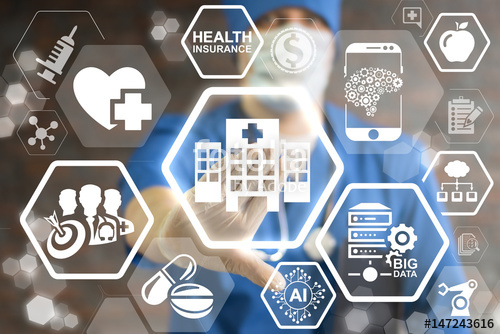 HEALTH
INSURANCE
BIG
DATA
AI
©147243616